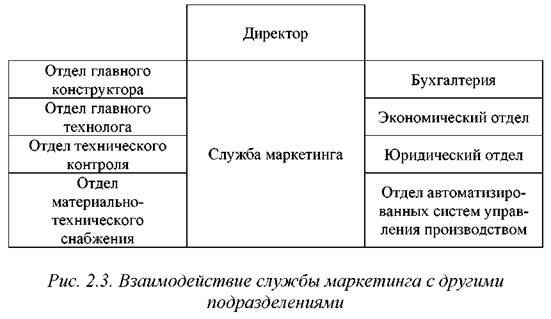 Директор
Отдел главного
конструктора
Отдел главного
технолога
Отдел технического
контроля
Отдел
материально-
технического
снабжения
Служба маркетинга
Бухгалтерия
Экономический отдел
Юридический отдел
Отдел автоматизиро-
ванных систем управ-
ления производством
Рис. 2.3. Взаимодействие службы маркетинга с другими
подразделениями